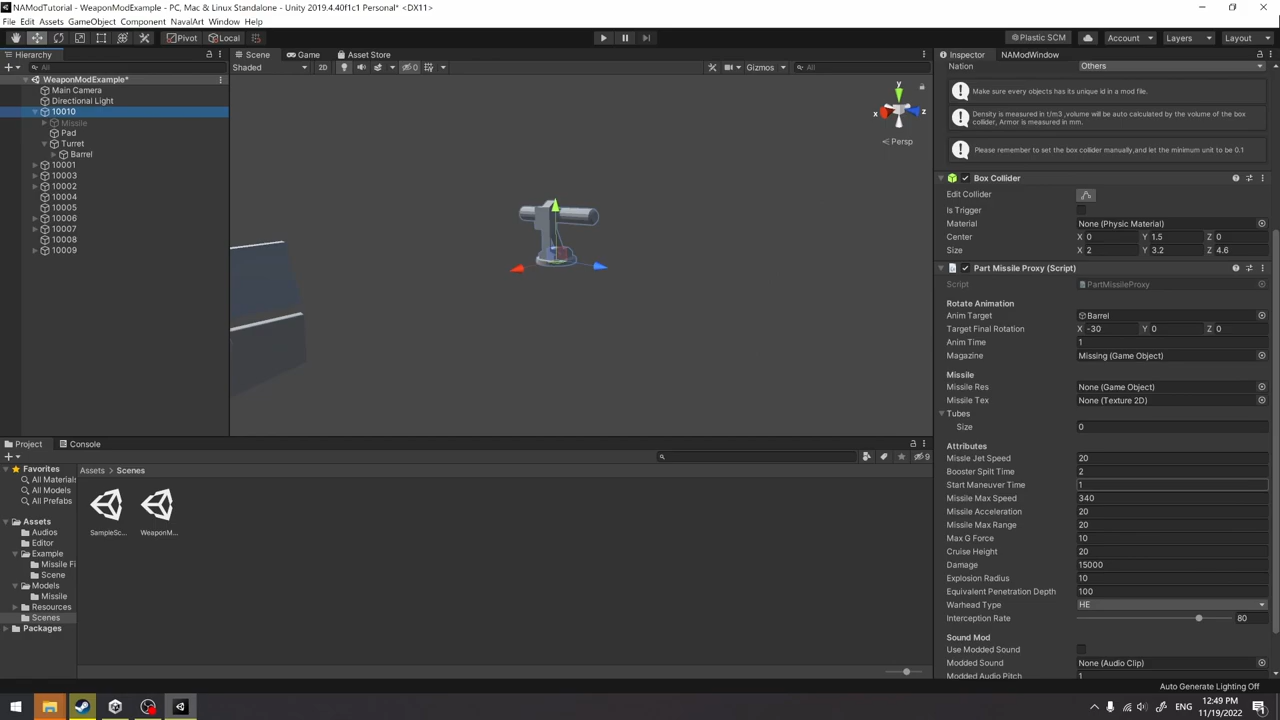 NAModTutorial - WeaponModExample - PC, Mac & Linux Standalone - Unity 2019.4.40f1c1 Personal* <DX11>
File Edit Assets GameObject Component NavalArt Window Help
Pivot Local Plastic SCM Account Layers Layout
Hierarchy Scene Game Asset Store Inspector NAModWindow
All Shaded 2D 0 Gizmos All
Nation Others
WeaponModExample*
Main Camera
Directional Light
10010
Missile
Pad
Turret
Barrel
10001
10003
10002
10004
10005
10006
10007
10008
10009
y
x z
Persp
Make sure every objects has its unique id in a mod file.
Density is measured in t/m3 ,volume will be auto calculated by the volume of the box
collider, Armor is measured in mm.
Please remember to set the box collider manually,and let the minimum unit to be 0.1
Box Collider
Edit Collider
Is Trigger
Material None (Physic Material)
Center X 0 Y 1.5 Z 0
Size X 2 Y 3.2 Z 4.6
Part Missile Proxy (Script)
Script PartMissileProxy
Rotate Animation
Anim Target Barrel
Target Final Rotation X -30 Y 0 Z 0
Anim Time 1
Magazine Missing (Game Object)
Missile
Missile Res None (Game Object)
Missile Tex None (Texture 2D)
Tubes
Size 0
Attributes
Missle Jet Speed 20
Booster Spilt Time 2
Start Maneuver Time 1
Missile Max Speed 340
Missile Acceleration 20
Missile Max Range 20
Max G Force 10
Cruise Height 20
Damage 15000
Explosion Radius 10
Equivalent Penetration Depth 100
Warhead Type HE
Interception Rate 80
Sound Mod
Use Modded Sound
Modded Sound None (Audio Clip)
Modded Audio Pitch 1
Project Console
9
Favorites
All Materials
All Models
All Prefabs
Assets
Audios
Editor
Example
Missile Fi
Scene
Models
Missile
Resources
Scenes
Packages
Assets > Scenes
SampleSc... WeaponM...
Auto Generate Lighting Off
ENG 12:49 PM
11/19/2022